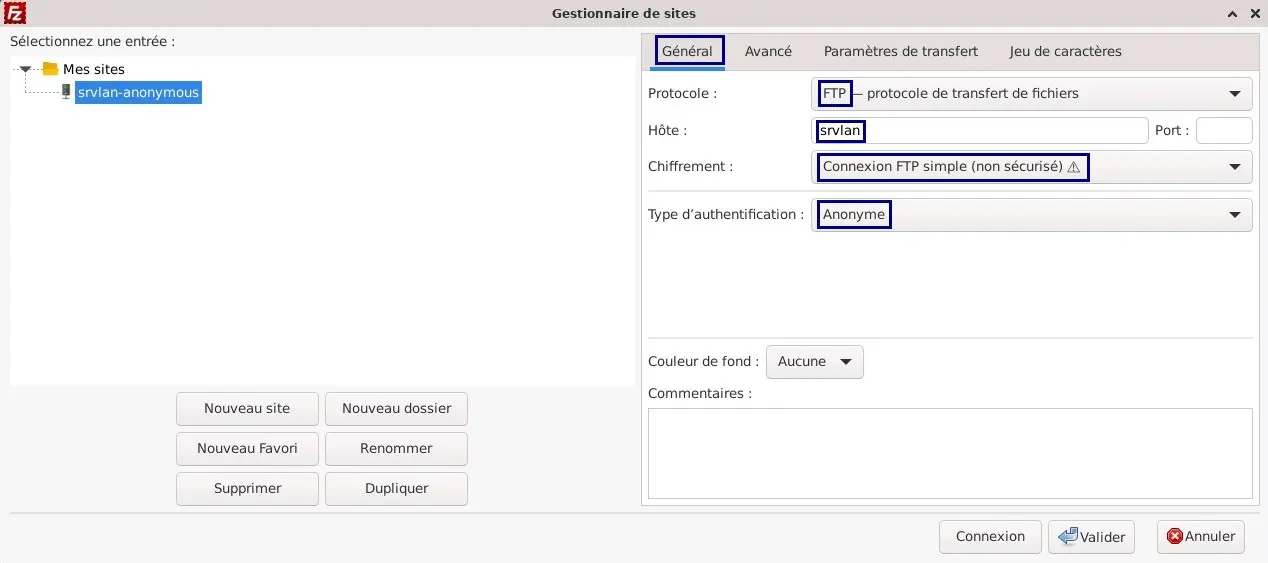 Fz
Gestionnaire de sites
Sélectionnez une entrée :
Mes sites
srvlan-anonymous
Nouveau site
Nouveau dossier
Nouveau Favori
Renommer
Supprimer
Dupliquer
Général
Avancé
Paramètres de transfert
Jeu de caractères
Protocole :
FTP – protocole de transfert de fichiers
Hôte :
srvlan
Port :
Chiffrement :
Connexion FTP simple (non sécurisé) ⚠
Type d’authentification :
Anonyme
Couleur de fond :
Aucune
Commentaires :
Connexion
Valider
Annuler